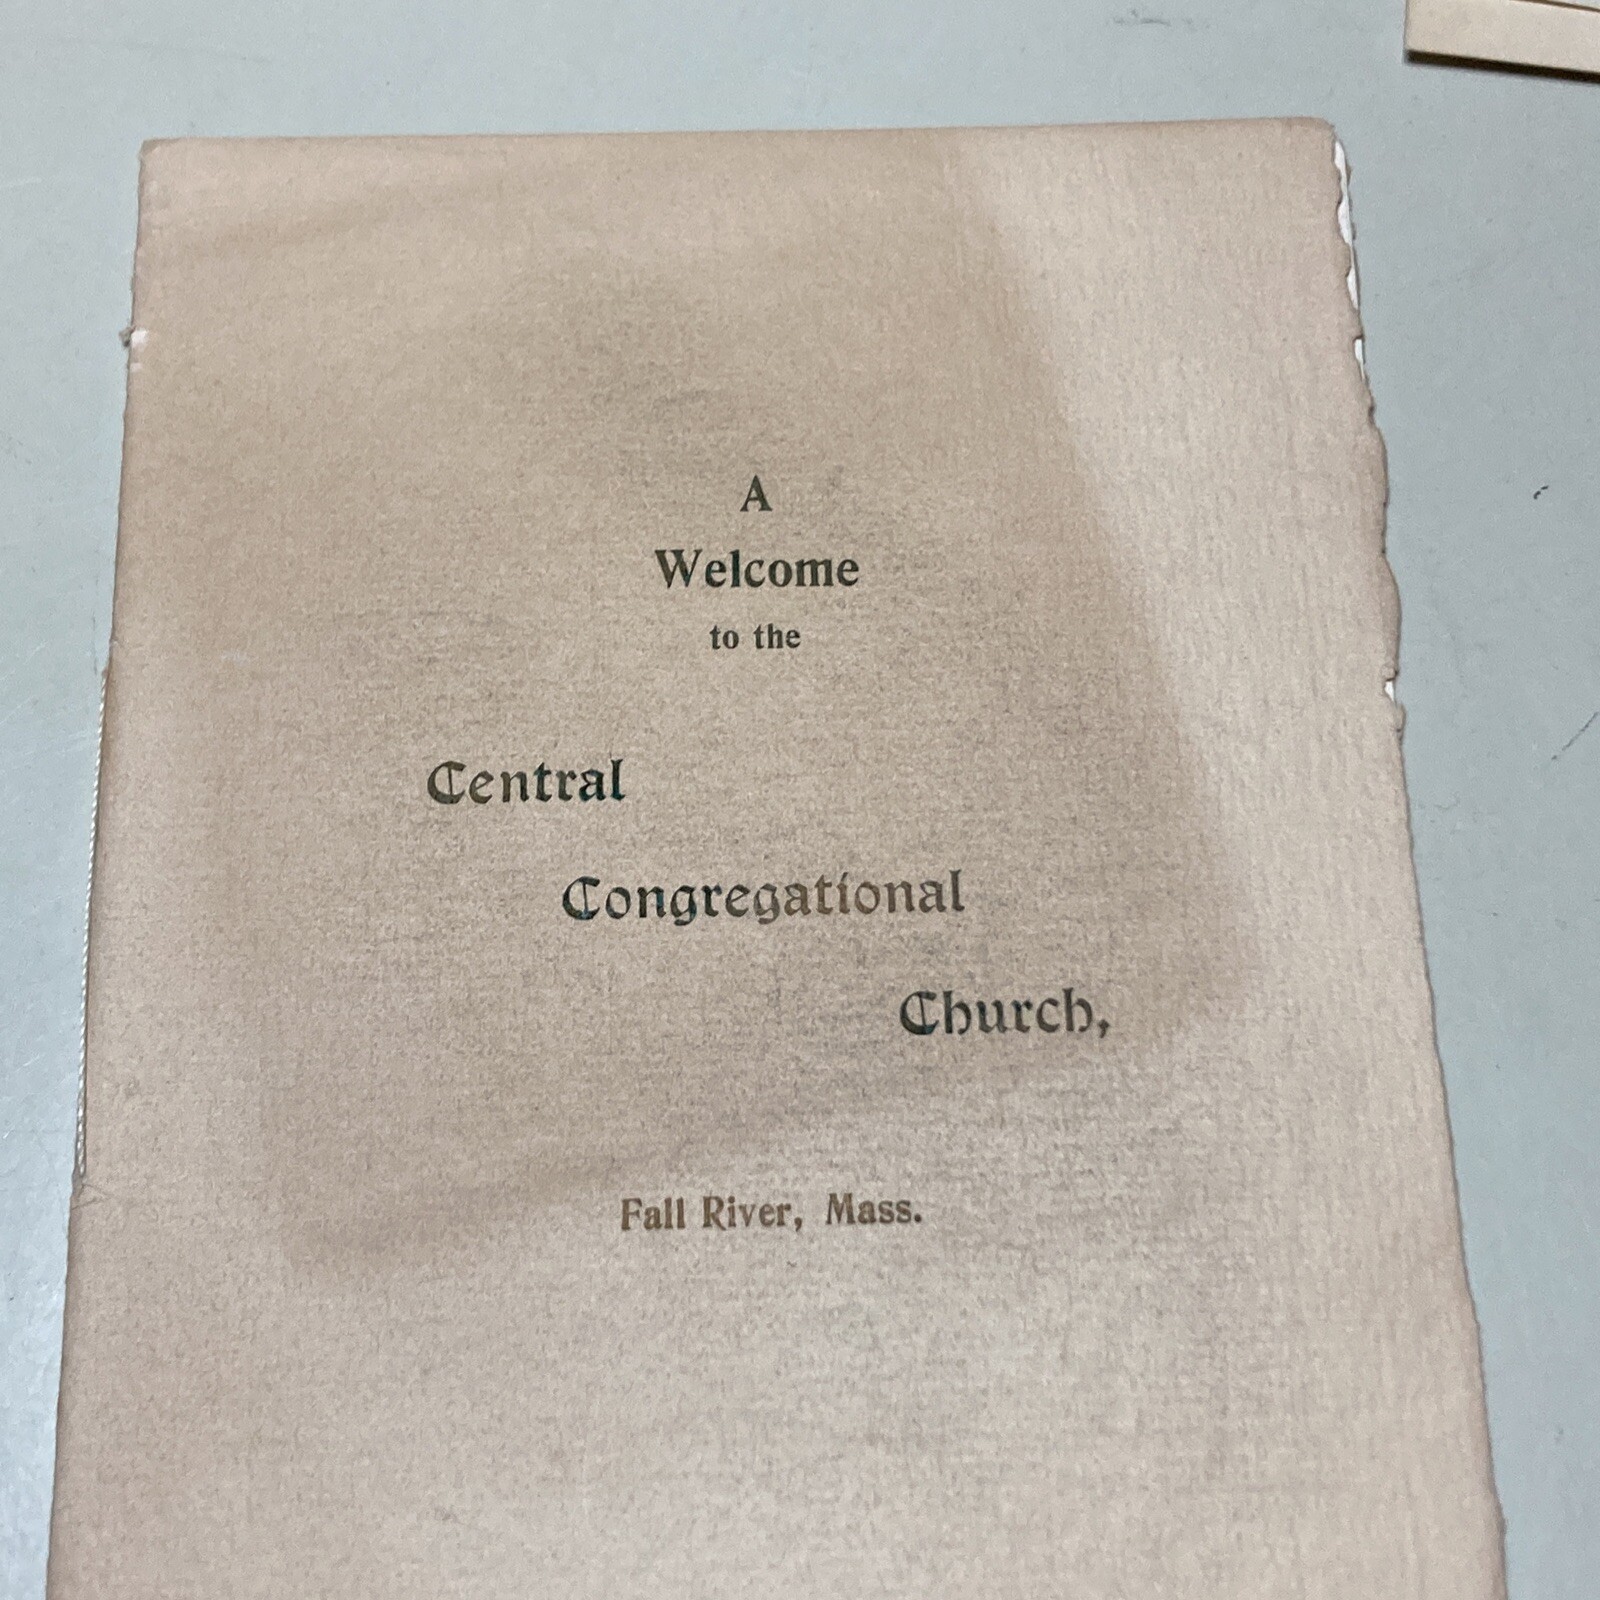 A
Welcome
to the
Central
Congregational
Church,
Fall River, Mass.